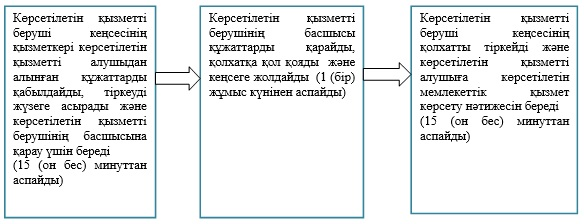 Көрсетілетін қызметті
беруші кеңсесінің
қызметкері көрсетілетін
қызметті алушыдан
алынған құжаттарды
қабылдайды, тіркеуді
жүзеге асырады және
көрсетілетін қызметті
берушінің басшысына
қарау үшін береді
(15 (он бес) минуттан
аспайды)
Көрсетілетін қызметті
берушінің басшысы
құжаттарды қарайды,
қолхатқа қол қояды және
кеңсеге жолдайды (1 (бір)
жұмыс күнінен аспайды)
Көрсетілетін қызметті
беруші кеңсесінің
қолхатты тіркейді және
көрсетілетін қызметті
алушыға көрсетілетін
мемлекеттік қызмет
көрсету нәтижесін береді
(15 (он бес) минуттан
аспайды)